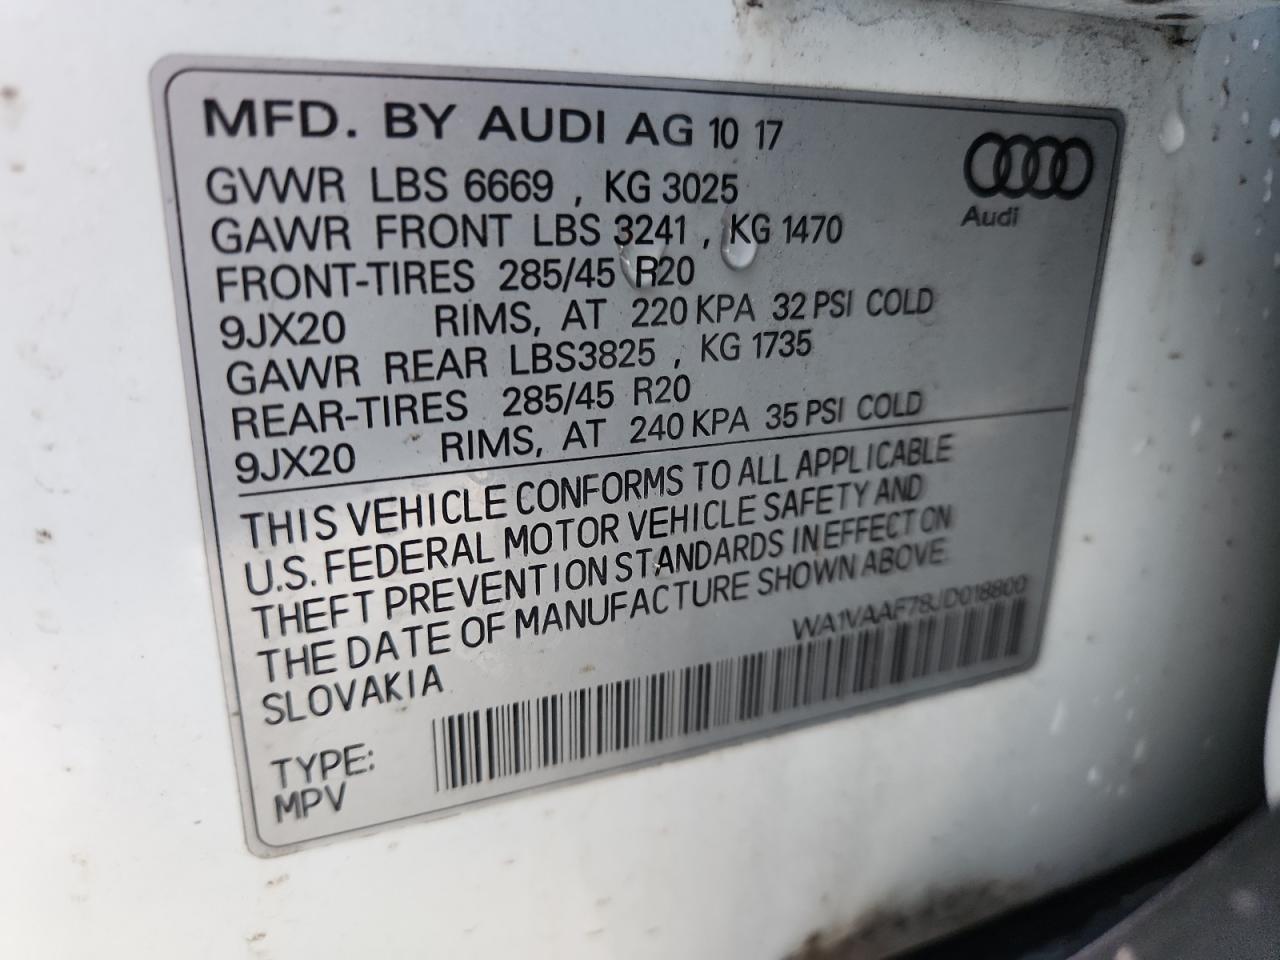 MFD. BY AUDI AG 10 17
Audi
GVWR LBS 6669 , KG 3025
GAWR FRONT LBS 3241 , KG 1470
FRONT-TIRES 285/45 R20
9JX20 RIMS, AT 220 KPA 32 PSI COLD
GAWR REAR LBS3825 , KG 1735
REAR-TIRES 285/45 R20
9JX20 RIMS, AT 240 KPA 35 PSI COLD
THIS VEHICLE CONFORMS TO ALL APPLICABLE
U.S. FEDERAL MOTOR VEHICLE SAFETY AND
THEFT PREVENTION STANDARDS IN EFFECT ON
THE DATE OF MANUFACTURE SHOWN ABOVE
SLOVAKIA
WA1VAAF78JD018800
TYPE:
MPV